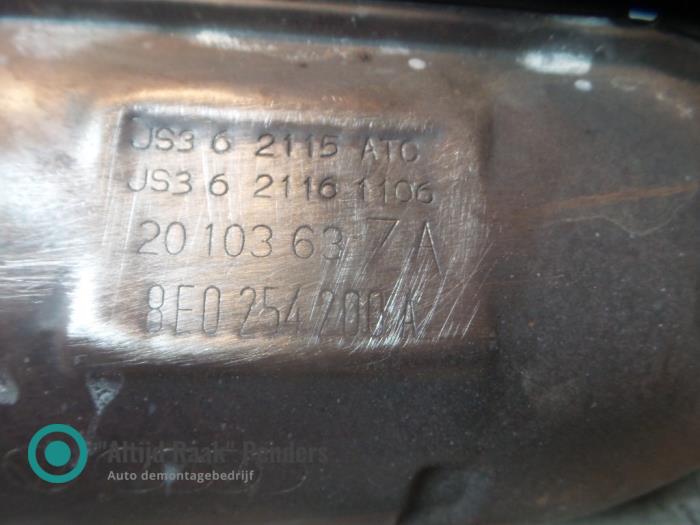 JS3 6 2115 ATC
JS3 6 2116 1106
20 103 63 7 A
8E0 254 200 A
"Altijd Raak" Penders
Auto demontagebedrijf